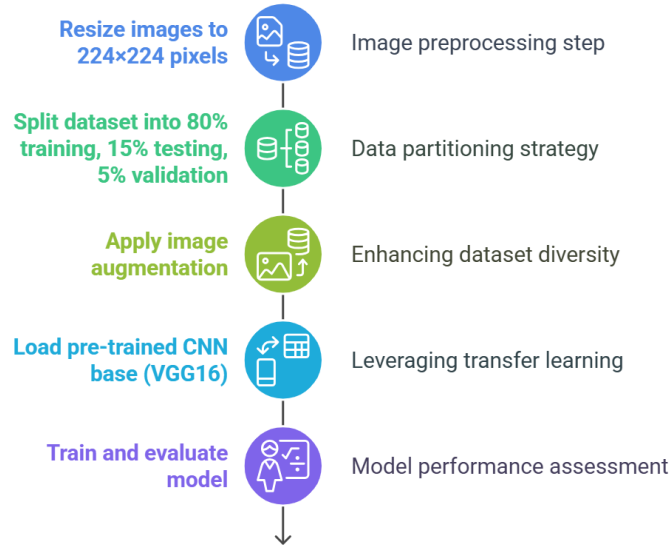 Resize images to
224×224 pixels
Image preprocessing step
Split dataset into 80%
training, 15% testing,
5% validation
Data partitioning strategy
Apply image
augmentation
Enhancing dataset diversity
Load pre-trained CNN
base (VGG16)
Leveraging transfer learning
Train and evaluate
model
Model performance assessment